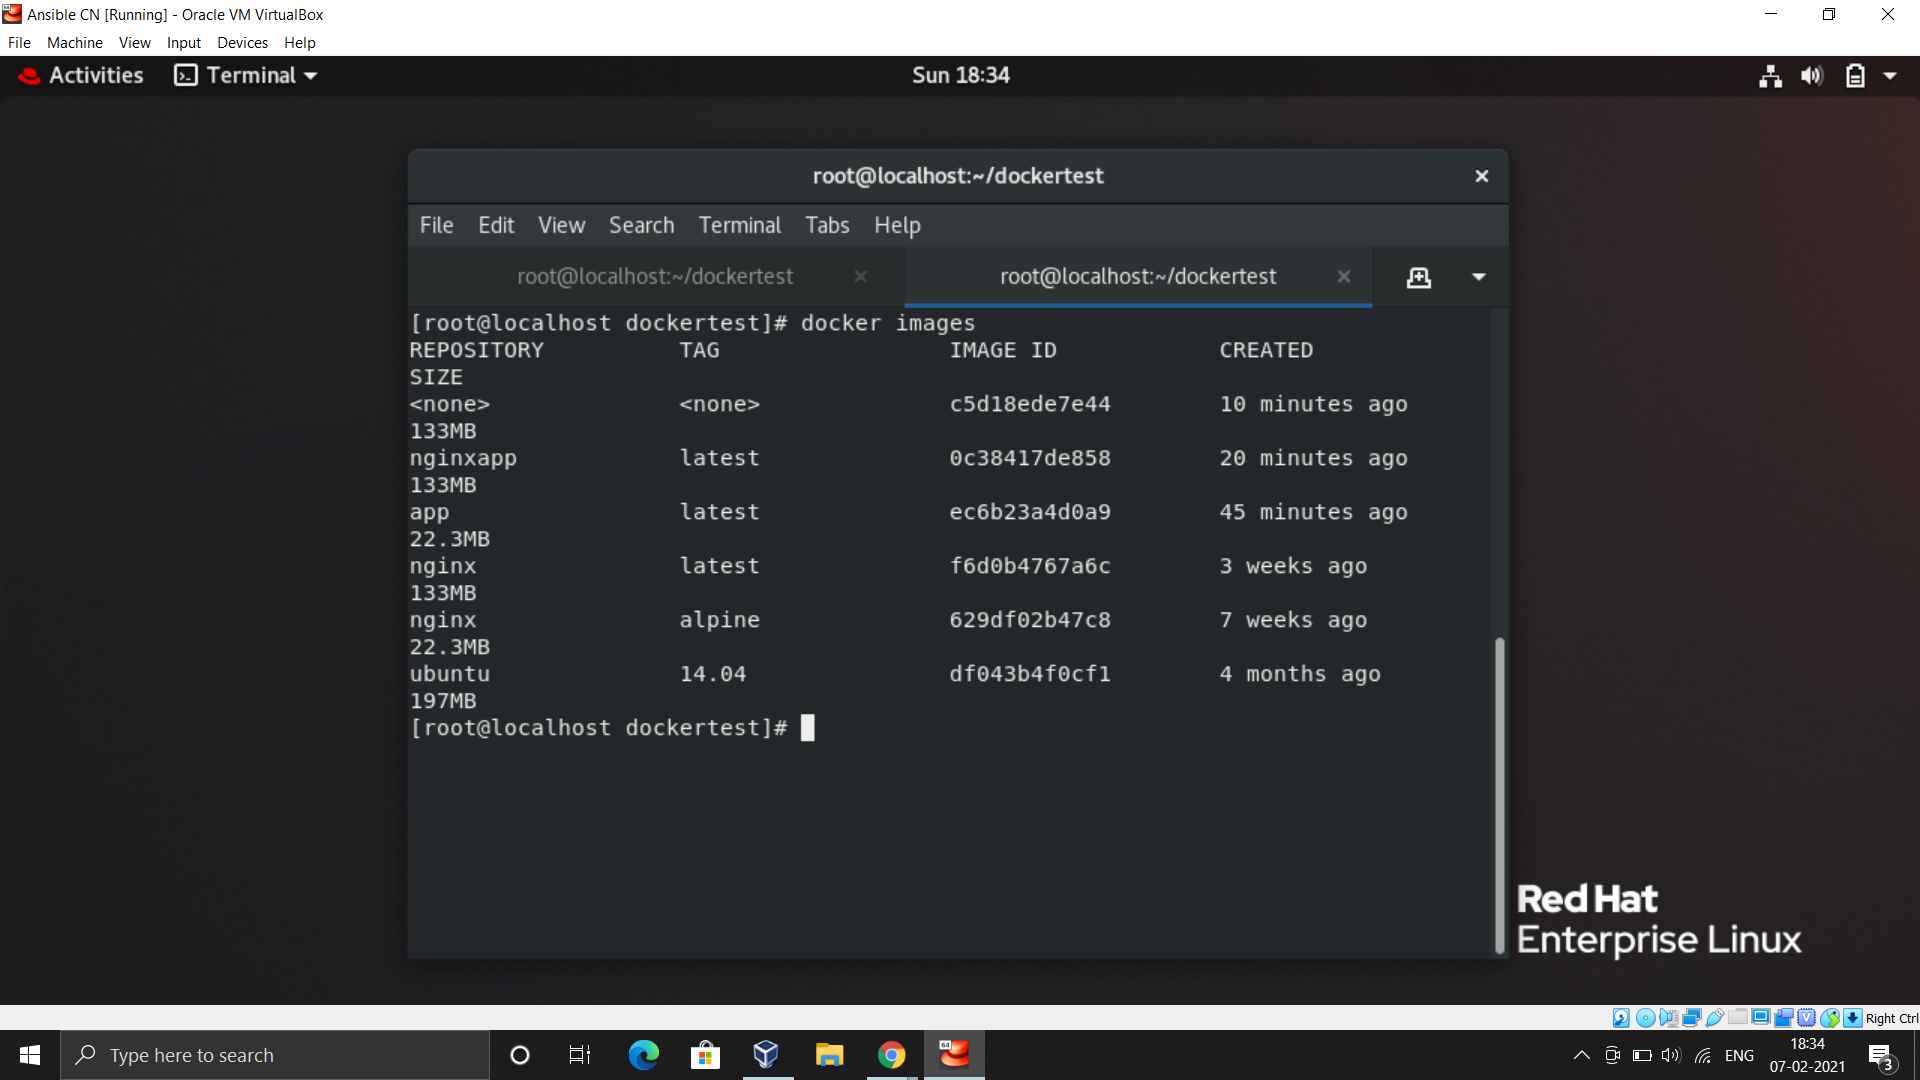 Ansible CN [Running] - Oracle VM VirtualBox
File Machine View Input Devices Help
Activities Terminal Sun 18:34
root@localhost:~/dockertest
File Edit View Search Terminal Tabs Help
root@localhost:~/dockertest root@localhost:~/dockertest
[root@localhost dockertest]# docker images
REPOSITORY TAG IMAGE ID CREATED
SIZE
<none> <none> c5d18ede7e44 10 minutes ago
133MB
nginxapp latest 0c38417de858 20 minutes ago
133MB
app latest ec6b23a4d0a9 45 minutes ago
22.3MB
nginx latest f6d0b4767a6c 3 weeks ago
133MB
nginx alpine 629df02b47c8 7 weeks ago
22.3MB
ubuntu 14.04 df043b4f0cf1 4 months ago
197MB
[root@localhost dockertest]#
Red Hat
Enterprise Linux
Right Ctrl
Type here to search
64
ENG
18:34
07-02-2021
3